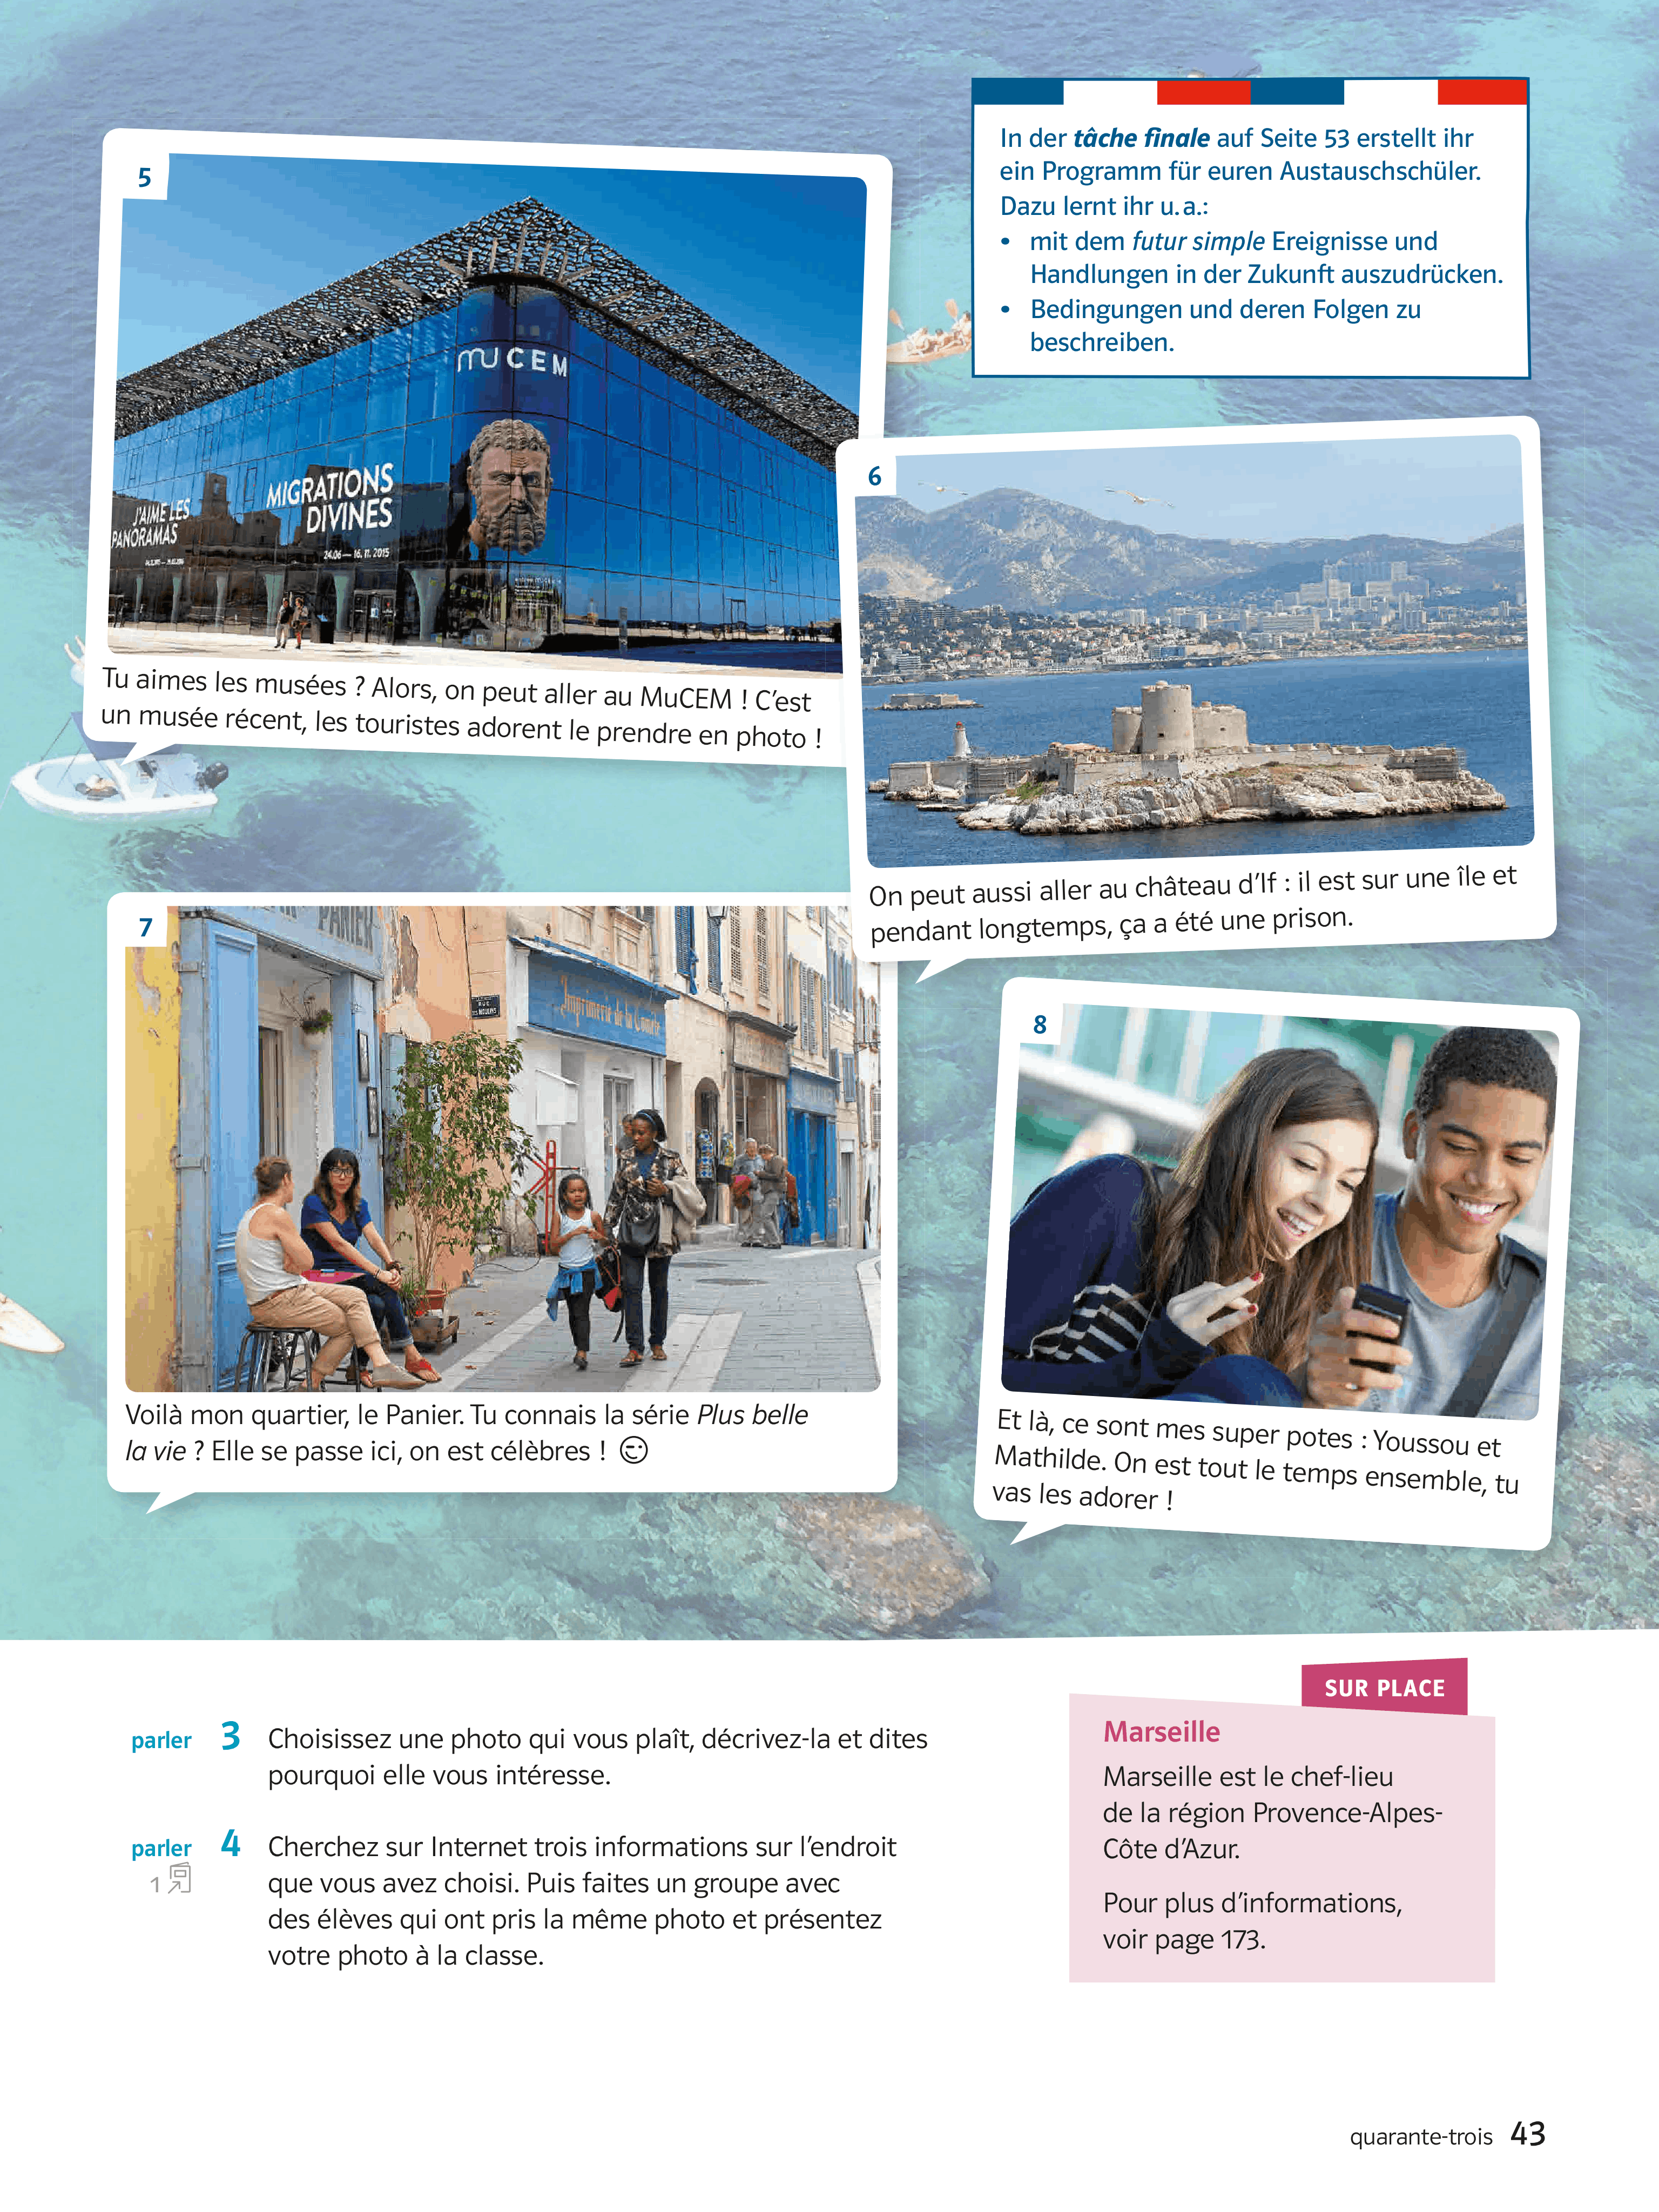 In der tâche finale auf Seite 53 erstellt ihr
ein Programm für euren Austauschschüler.
Dazu lernt ihr u. a.:
• mit dem futur simple Ereignisse und
Handlungen in der Zukunft auszudrücken.
• Bedingungen und deren Folgen zu
beschreiben.
5
MUCEM
J'AIME LES
PANORAMAS
MIGRATIONS
DIVINES
24.06 — 16. 11. 2015
Tu aimes les musées ? Alors, on peut aller au MuCEM ! C'est
un musée récent, les touristes adorent le prendre en photo !
6
On peut aussi aller au château d'If : il est sur une île et
pendant longtemps, ça a été une prison.
7
PANIER
RUE
Imprimerie de la Comète
Voilà mon quartier, le Panier. Tu connais la série Plus belle
la vie ? Elle se passe ici, on est célèbres !
8
Et là, ce sont mes super potes : Youssou et
Mathilde. On est tout le temps ensemble, tu
vas les adorer !
parler 3 Choisissez une photo qui vous plaît, décrivez-la et dites
pourquoi elle vous intéresse.
parler 4 Cherchez sur Internet trois informations sur l'endroit
1 que vous avez choisi. Puis faites un groupe avec
des élèves qui ont pris la même photo et présentez
votre photo à la classe.
SUR PLACE
Marseille
Marseille est le chef-lieu
de la région Provence-Alpes-
Côte d'Azur.
Pour plus d'informations,
voir page 173.
quarante-trois 43